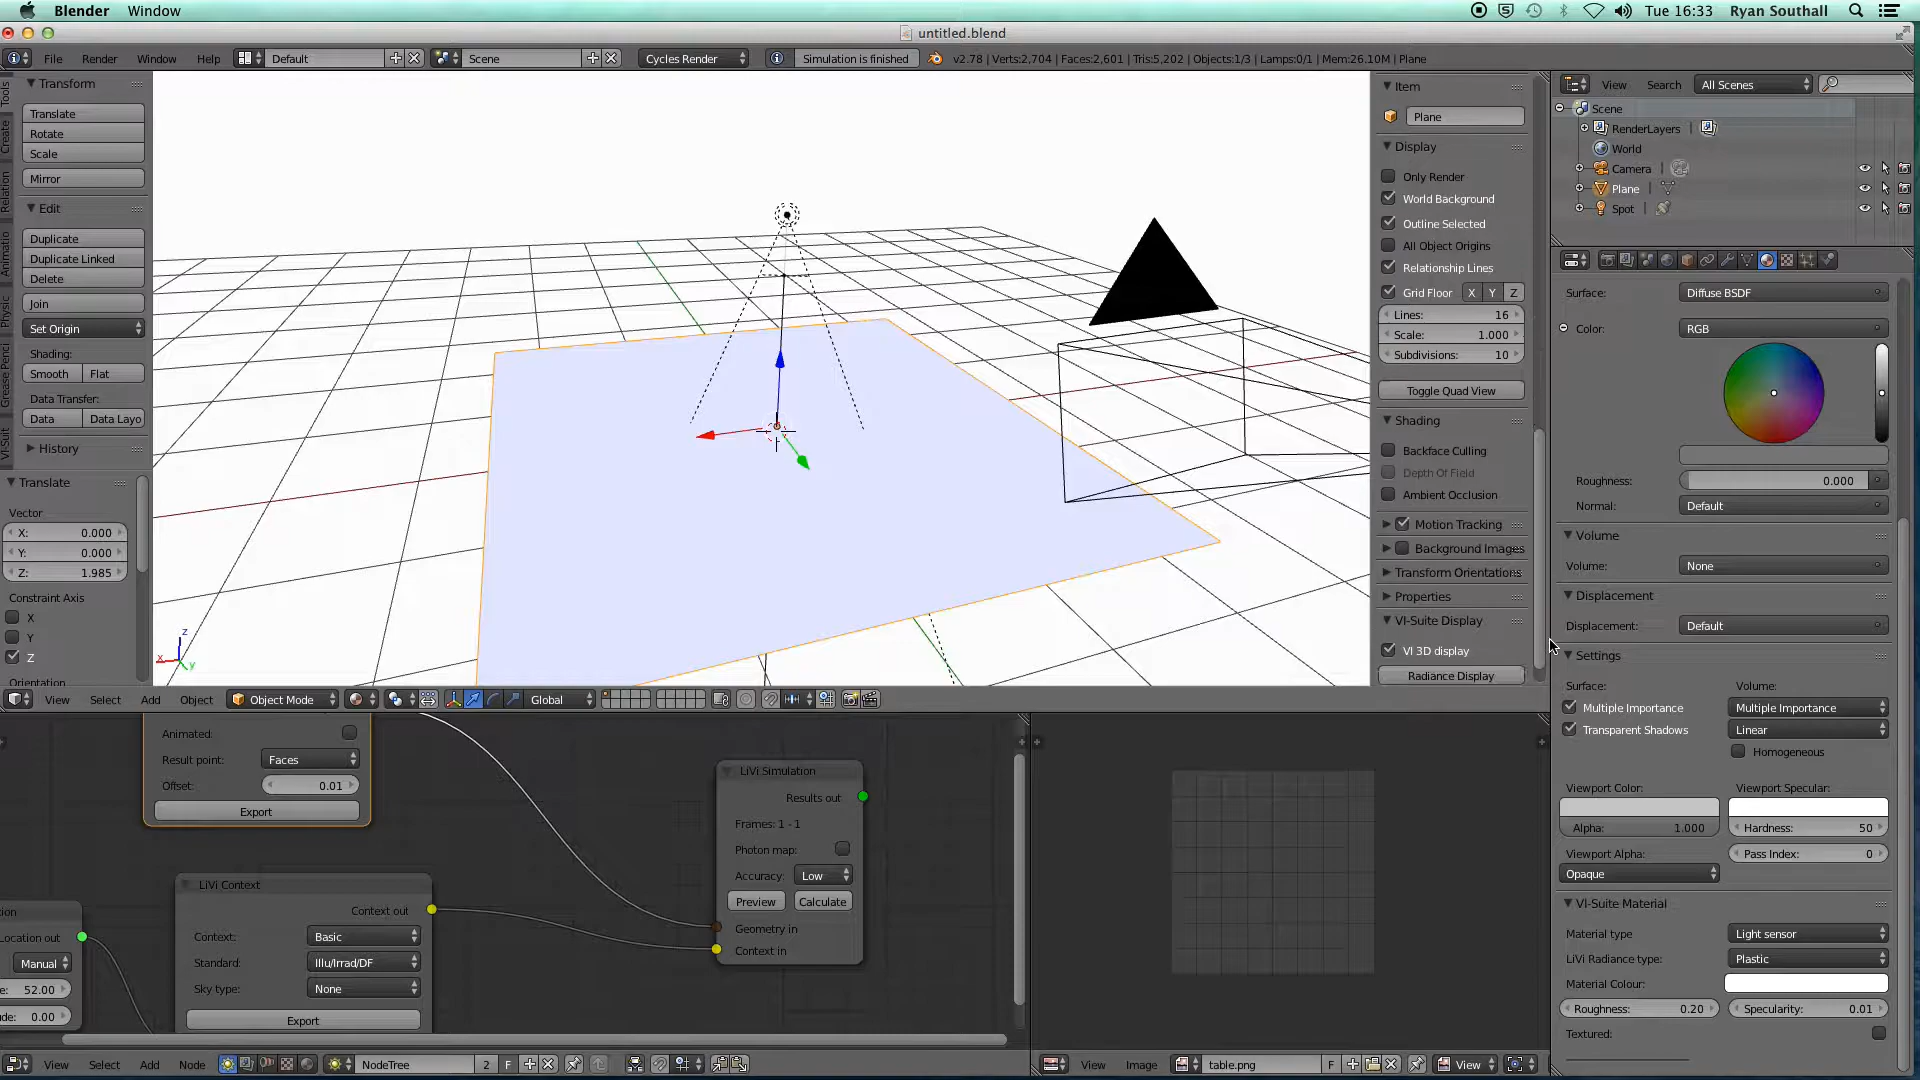 Blender Window Tue 16:33 Ryan Southall
untitled.blend
File Render Window Help Default Scene Cycles Render Simulation is finished v2.78 | Verts:2,704 | Faces:2,601 | Tris:5,202 | Objects:1/3 | Lamps:0/1 | Mem:26.10M | Plane
Tools
Create
Relation
Animatio
Physic
Grease Penci
VI-Suit
Transform
Translate
Rotate
Scale
Mirror
Edit
Duplicate
Duplicate Linked
Delete
Join
Set Origin
Shading:
Smooth Flat
Data Transfer:
Data Data Layo
History
Translate
Vector
X: 0.000
Y: 0.000
Z: 1.985
Constraint Axis
X
Y
Z
Orientation
z
x
y
View Select Add Object Object Mode Global
Item
Plane
Display
Only Render
World Background
Outline Selected
All Object Origins
Relationship Lines
Grid Floor X Y Z
Lines: 16
Scale: 1.000
Subdivisions: 10
Toggle Quad View
Shading
Backface Culling
Depth Of Field
Ambient Occlusion
Motion Tracking
Background Images
Transform Orientations
Properties
VI-Suite Display
VI 3D display
Radiance Display
View Search All Scenes
Scene
RenderLayers
World
Camera
Plane
Spot
Surface: Diffuse BSDF
Color: RGB
Roughness: 0.000
Normal: Default
Volume
Volume: None
Displacement
Displacement: Default
Settings
Surface: Volume:
Multiple Importance Multiple Importance
Transparent Shadows Linear
Homogeneous
Viewport Color: Viewport Specular:
Alpha: 1.000 Hardness: 50
Viewport Alpha: Pass Index: 0
Opaque
VI-Suite Material
Material type Light sensor
LiVi Radiance type: Plastic
Material Colour:
Roughness: 0.20 Specularity: 0.01
Textured:
Animated:
Result point: Faces
Offset: 0.01
Export
LiVi Context
Context out
Context: Basic
Standard: Illu/Irrad/DF
Sky type: None
Export
tion
Location out
Manual
e: 52.00
ude: 0.00
LiVi Simulation
Results out
Frames: 1 - 1
Photon map:
Accuracy: Low
Preview Calculate
Geometry in
Context in
View Select Add Node NodeTree 2 F
View Image table.png F View